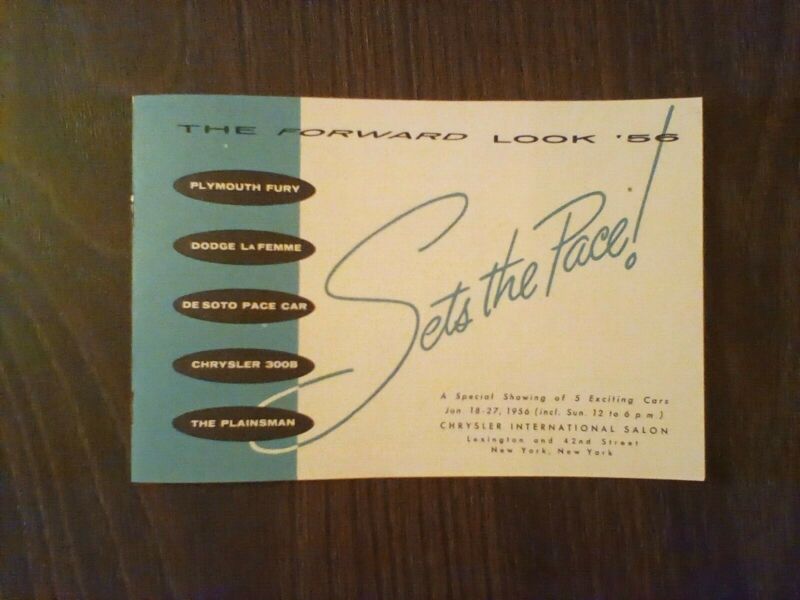 THE FORWARD LOOK '56
PLYMOUTH FURY
DODGE LA FEMME
DE SOTO PACE CAR
CHRYSLER 300B
THE PLAINSMAN
Sets the Pace!
A Special Showing of 5 Exciting Cars
Jan 18-27, 1956 (incl. Sun. 12 to 6 p m )
CHRYSLER INTERNATIONAL SALON
Lexington and 42nd Street
New York, New York